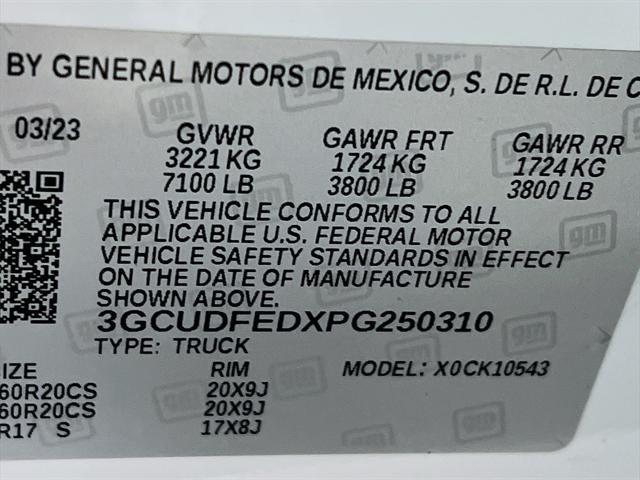 BY GENERAL MOTORS DE MEXICO, S. DE R.L. DE C
03/23 GVWR GAWR FRT GAWR RR
3221 KG 1724 KG 1724 KG
7100 LB 3800 LB 3800 LB
THIS VEHICLE CONFORMS TO ALL
APPLICABLE U.S. FEDERAL MOTOR
VEHICLE SAFETY STANDARDS IN EFFECT
ON THE DATE OF MANUFACTURE
SHOWN ABOVE.
3GCUDFEDXPG250310
TYPE: TRUCK MODEL: X0CK10543
SIZE RIM
60R20CS 20X9J
60R20CS 20X9J
R17 S 17X8J